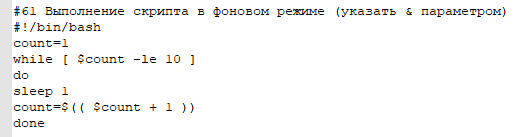 #61 Выполнение скрипта в фоновом режиме (указать & параметром)
#!/bin/bash
count=1
while [ $count -le 10 ]
do
sleep 1
count=$(( $count + 1 ))
done